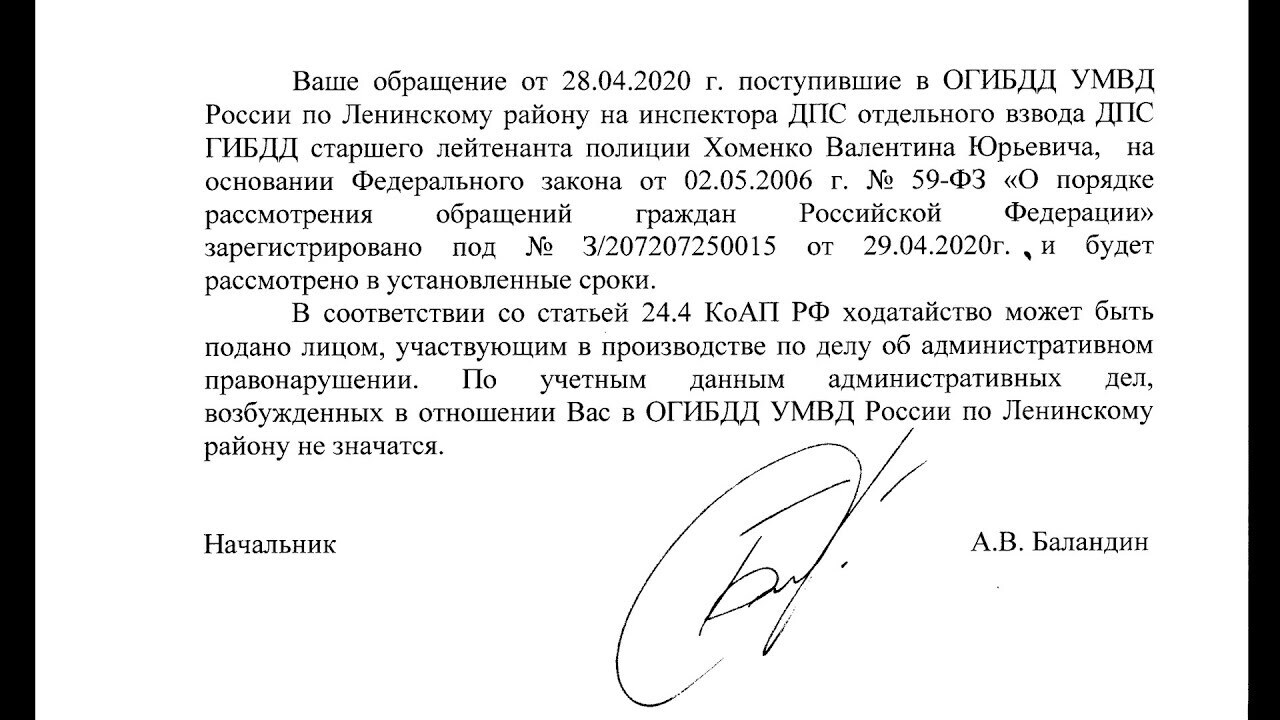 Ваше обращение от 28.04.2020 г. поступившие в ОГИБДД УМВД
России по Ленинскому району на инспектора ДПС отдельного взвода ДПС
ГИБДД старшего лейтенанта полиции Хоменко Валентина Юрьевича, на
основании Федерального закона от 02.05.2006 г. № 59-ФЗ «О порядке
рассмотрения обращений граждан Российской Федерации»
зарегистрировано под № З/207207250015 от 29.04.2020г. , и будет
рассмотрено в установленные сроки.
В соответствии со статьей 24.4 КоАП РФ ходатайство может быть
подано лицом, участвующим в производстве по делу об административном
правонарушении. По учетным данным административных дел,
возбужденных в отношении Вас в ОГИБДД УМВД России по Ленинскому
району не значатся.
Начальник А.В. Баландин